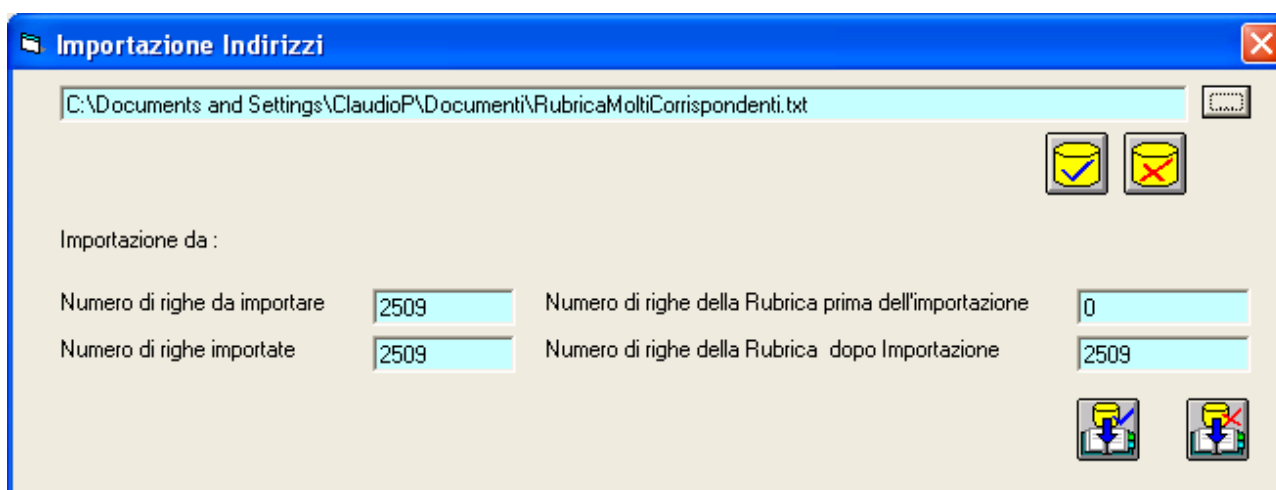 Importazione Indirizzi
C:\Documents and Settings\ClaudioP\Documenti\RubricaMoltiCorrispondenti.txt
Importazione da :
Numero di righe da importare 2509 Numero di righe della Rubrica prima dell'importazione 0
Numero di righe importate 2509 Numero di righe della Rubrica dopo Importazione 2509